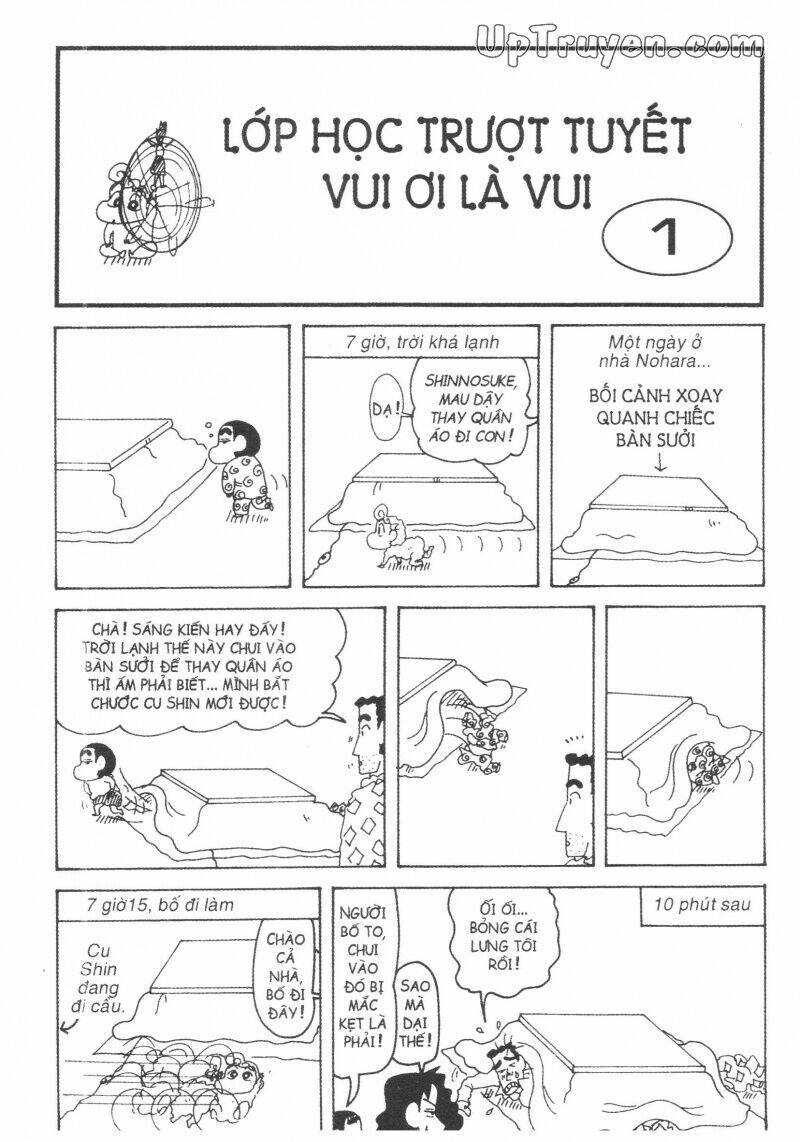 UpTruyen.com
LỚP HỌC TRƯỢT TUYẾT
VUI ƠI LÀ VUI
1
Một ngày ở
nhà Nohara...
BỐI CẢNH XOAY
QUANH CHIẾC
BÀN SƯỞI
7 giờ, trời khá lạnh
SHINNOSUKE,
MAU DẬY
THAY QUẦN
ÁO ĐI CON!
DẠ!
CHÀ! SÁNG KIẾN HAY ĐẤY!
TRỜI LẠNH THẾ NÀY CHUI VÀO
BÀN SƯỞI ĐỂ THAY QUẦN ÁO
THÌ ẤM PHẢI BIẾT... MÌNH BẮT
CHƯỚC CU SHIN MỚI ĐƯỢC!
10 phút sau
ỐI ỐI...
BỎNG CÁI
LƯNG TÔI
RỒI!
SAO
MÀ
DẠI
THẾ!
NGƯỜI
BỐ TO,
CHUI
VÀO
ĐÓ BỊ
MẮC
KẸT LÀ
PHẢI!
7 giờ15, bố đi làm
CHÀO
CẢ
NHÀ,
BỐ ĐI
ĐÂY!
Cu
Shin
đang
đi cầu.